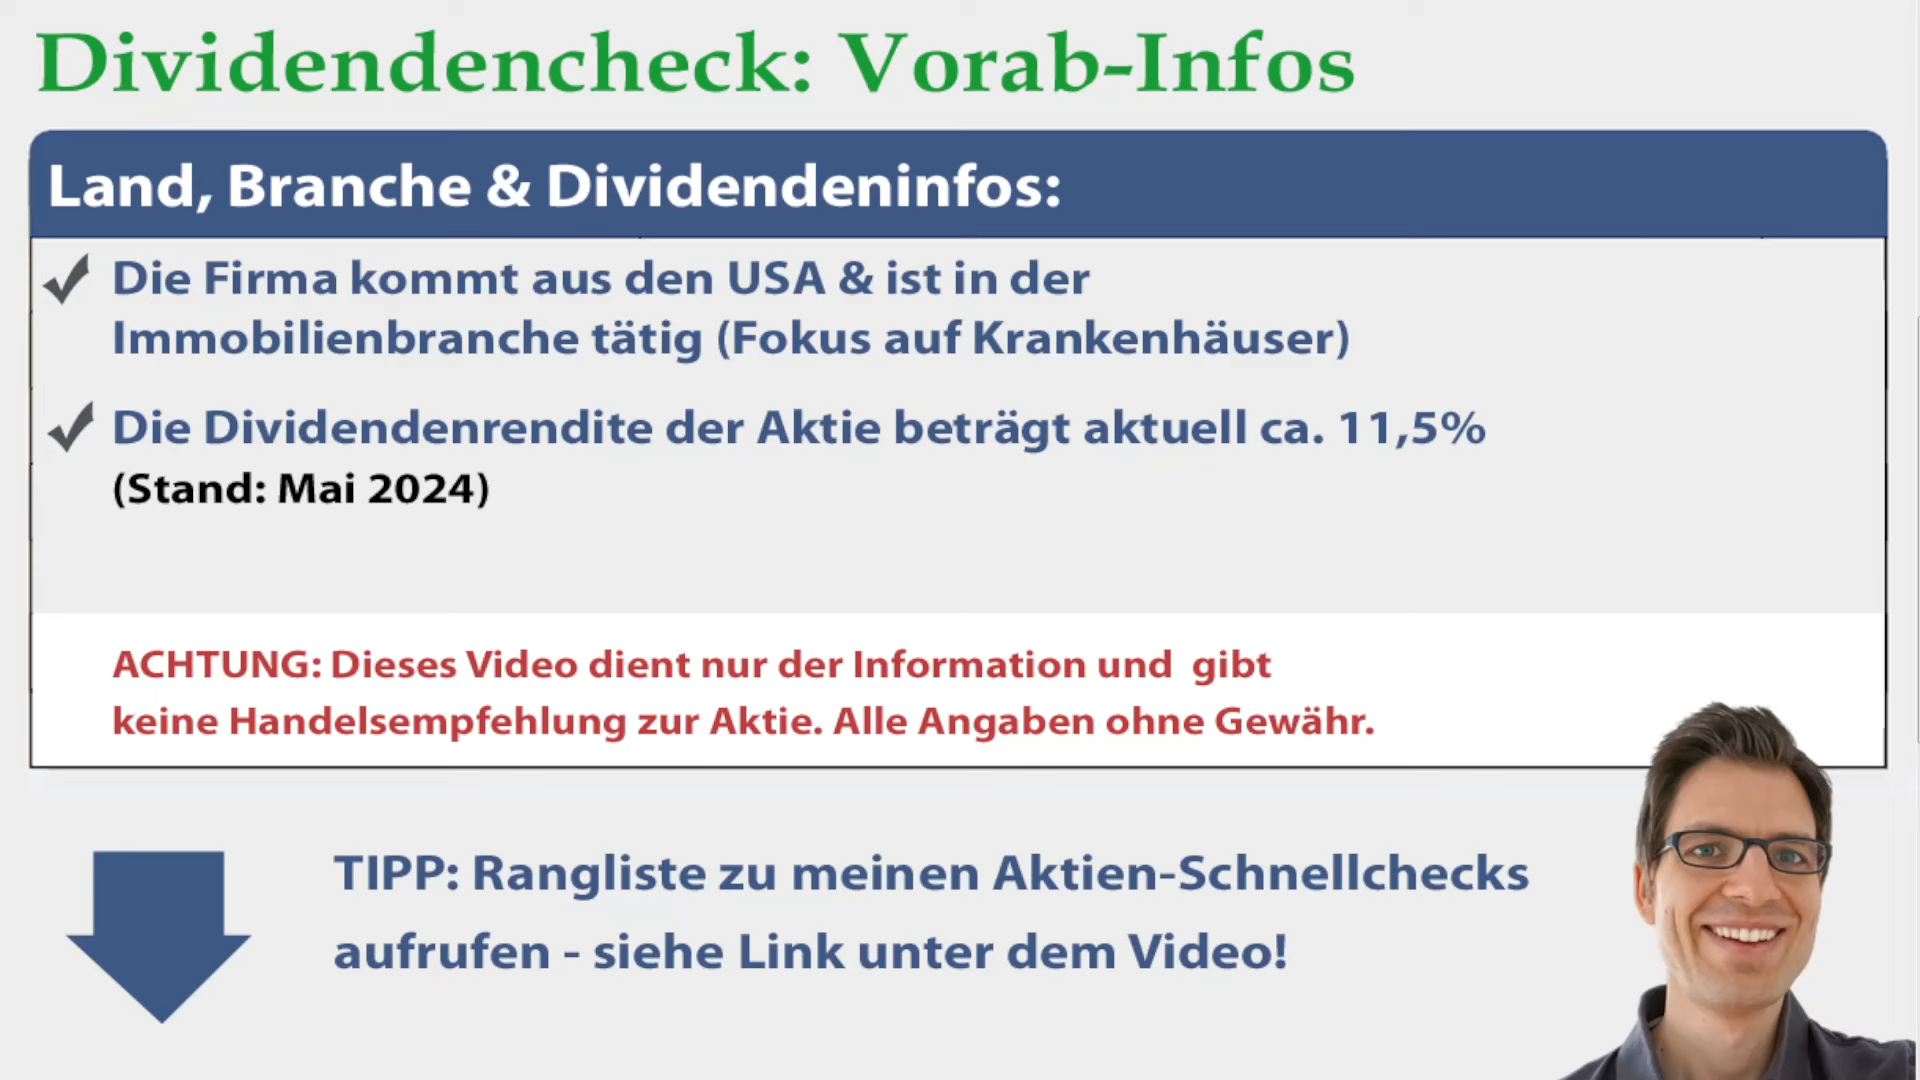 Dividendencheck: Vorab-Infos
Land, Branche & Dividendeninfos:
Die Firma kommt aus den USA & ist in der
Immobilienbranche tätig (Fokus auf Krankenhäuser)
Die Dividendenrendite der Aktie beträgt aktuell ca. 11,5%
(Stand: Mai 2024)
ACHTUNG: Dieses Video dient nur der Information und gibt
keine Handelsempfehlung zur Aktie. Alle Angaben ohne Gewähr.
TIPP: Rangliste zu meinen Aktien-Schnellchecks
aufrufen - siehe Link unter dem Video!